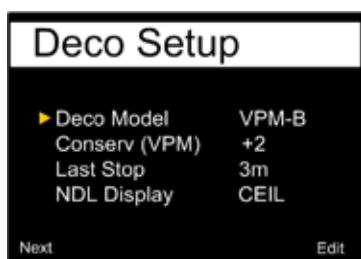 Deco Setup
Deco Model VPM-B
Conserv (VPM) +2
Last Stop 3m
NDL Display CEIL
Next Edit